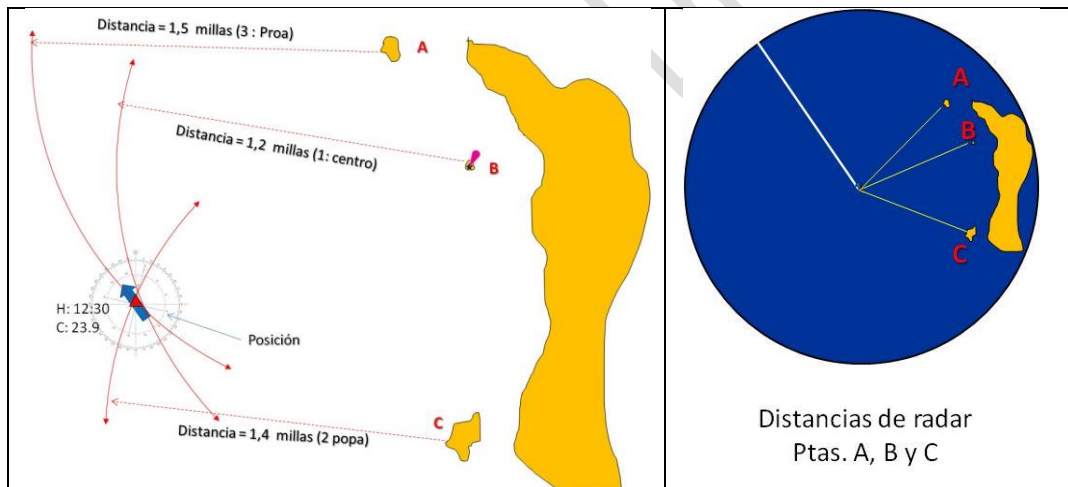 Distancia = 1,5 millas (3 : Proa)
A
Distancia = 1,2 millas (1: centro)
B
H: 12:30
C: 23.9
Posición
C
Distancia = 1,4 millas (2 popa)
A
B
C
Distancias de radar
Ptas. A, B y C